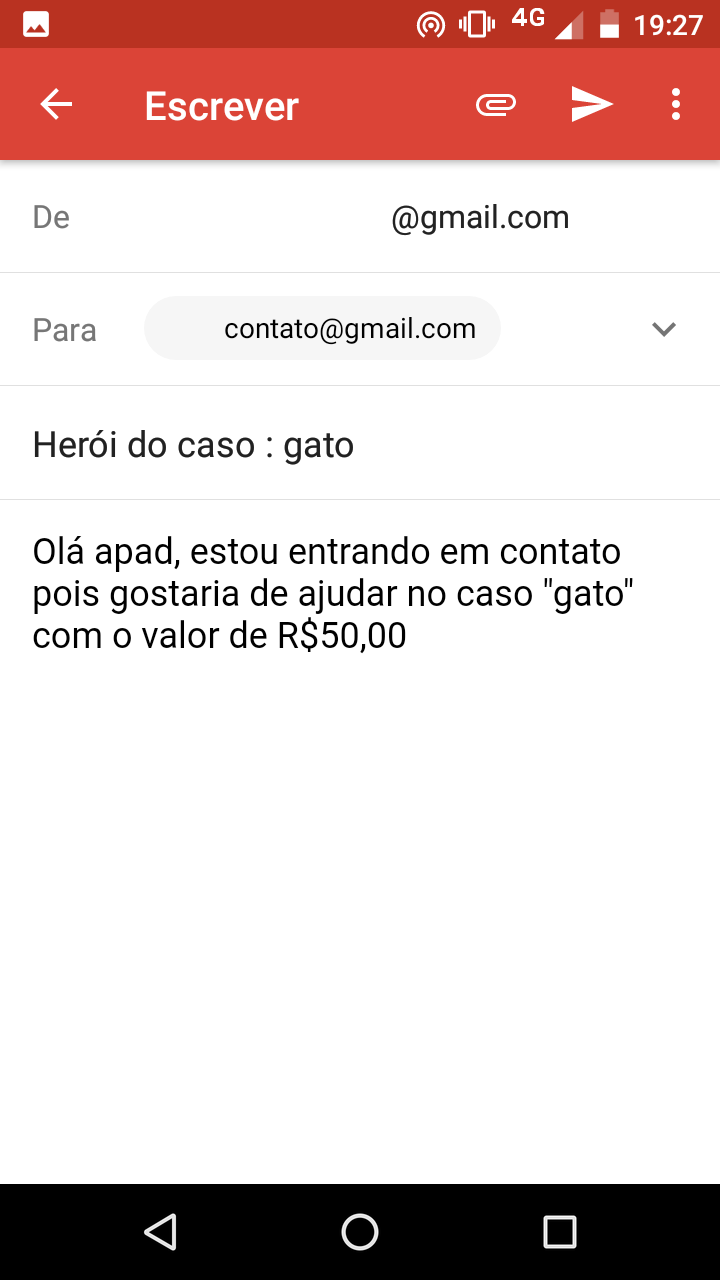 4G 19:27
Escrever
De @gmail.com
Para contato@gmail.com
Herói do caso : gato
Olá apad, estou entrando em contato
pois gostaria de ajudar no caso "gato"
com o valor de R$50,00